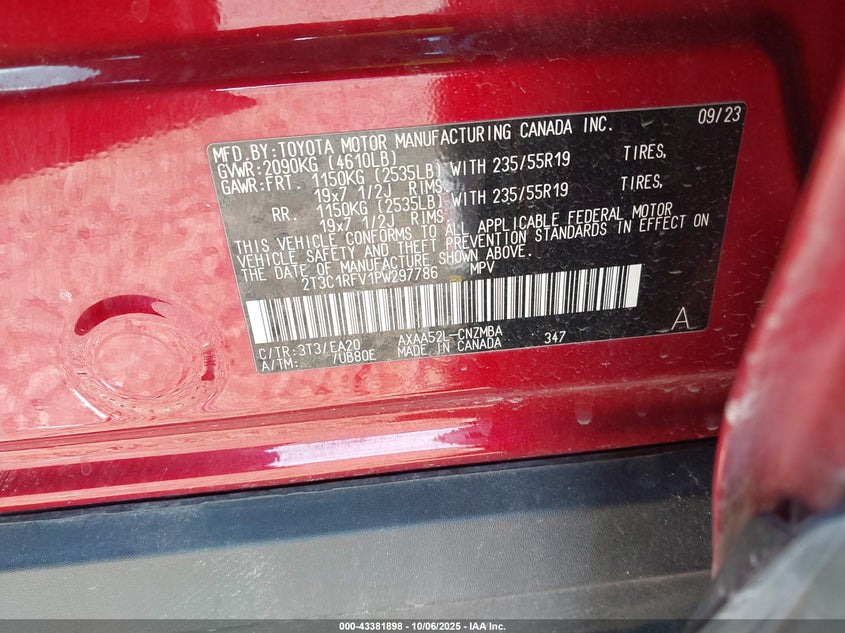 09/23
MFD.BY:TOYOTA MOTOR MANUFACTURING CANADA INC.
GVWR:2090KG (4610LB)
GAWR:FRT. 1150KG (2535LB) WITH 235/55R19 TIRES,
19x7 1/2J RIMS
RR. 1150KG (2535LB) WITH 235/55R19 TIRES,
19x7 1/2J RIMS
THIS VEHICLE CONFORMS TO ALL APPLICABLE FEDERAL MOTOR
VEHICLE SAFETY AND THEFT PREVENTION STANDARDS IN EFFECT ON
THE DATE OF MANUFACTURE SHOWN ABOVE.
2T3C1RFV1PW297786 MPV
A
C/TR:3T3/EA20 AXAA52L-CNZMBA 347
A/TM: /UB80E MADE IN CANADA
000-43381898 - 10/06/2025 - IAA Inc.